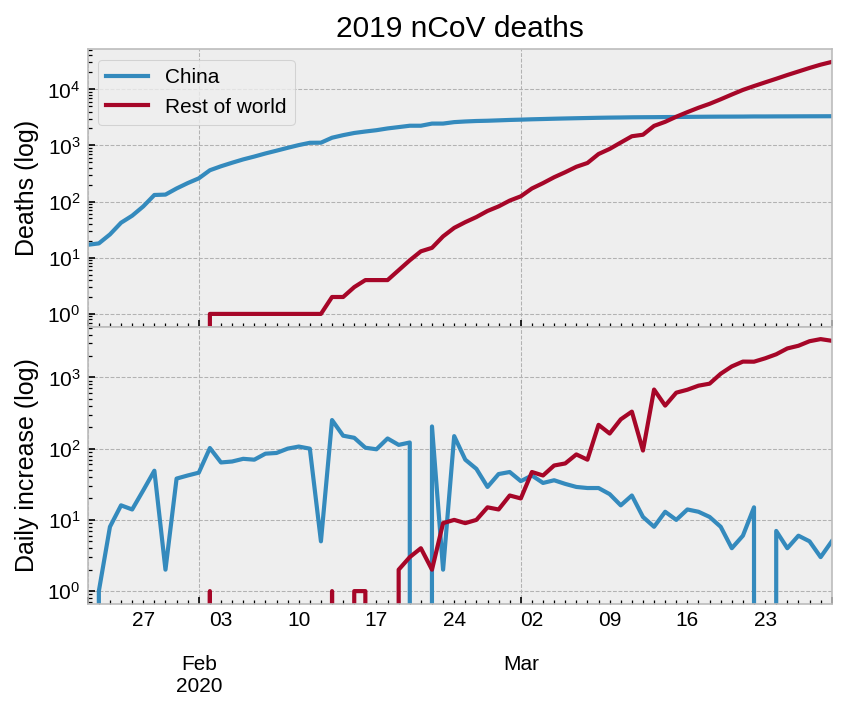 2019 nCoV deaths
China
Rest of world
Deaths (log)
10⁴
10³
10²
10¹
10⁰
Daily increase (log)
10³
10²
10¹
10⁰
27 03 10 17 24 02 09 16 23
Feb Mar
2020